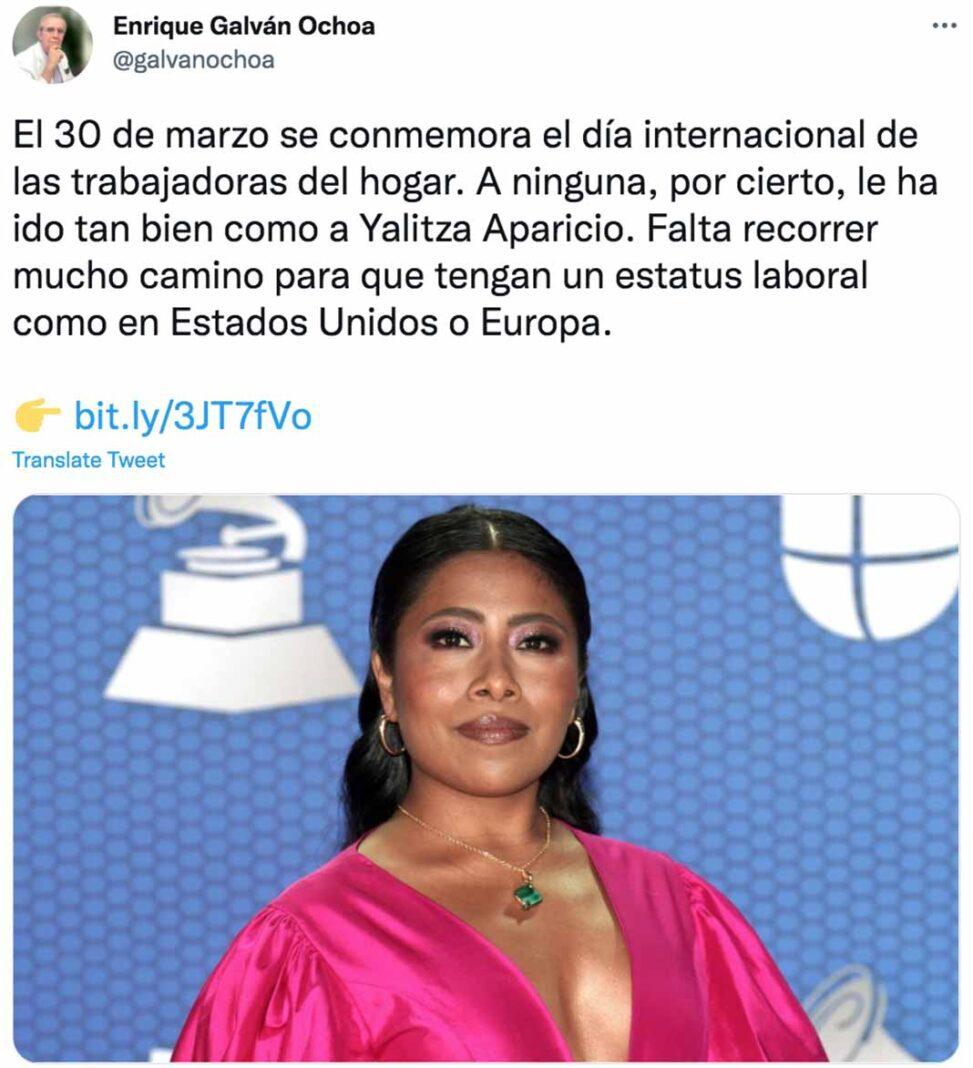 Enrique Galván Ochoa
@galvanochoa
El 30 de marzo se conmemora el día internacional de
las trabajadoras del hogar. A ninguna, por cierto, le ha
ido tan bien como a Yalitza Aparicio. Falta recorrer
mucho camino para que tengan un estatus laboral
como en Estados Unidos o Europa.
👉 bit.ly/3JT7fVo
Translate Tweet